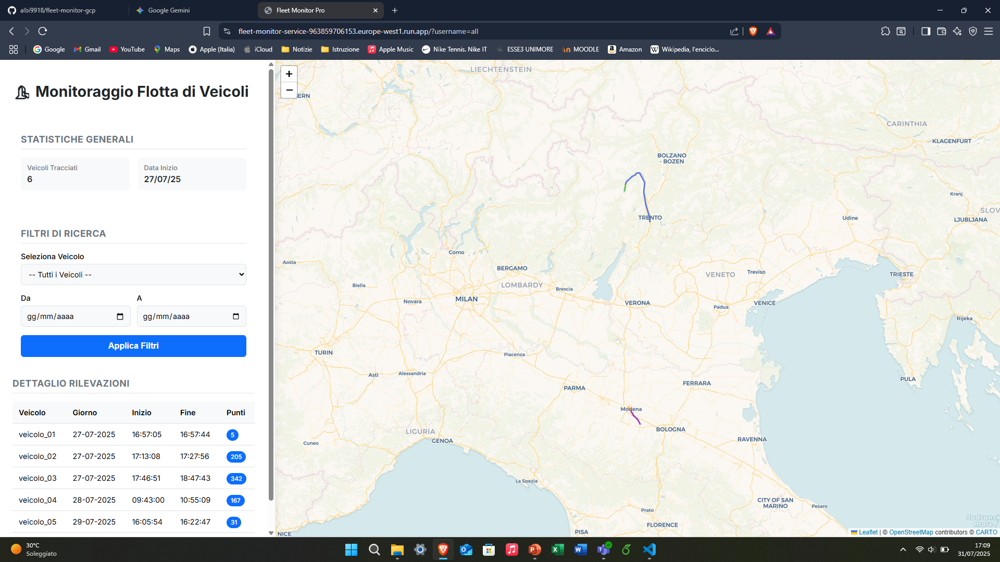 albi9918/fleet-monitor-gcp
Google Gemini
Fleet Monitor Pro
fleet-monitor-service-963859706153.europe-west1.run.app/?username=all
Google
Gmail
YouTube
Maps
Apple (Italia)
iCloud
Notizie
Istruzione
Apple Music
Nike Tennis. Nike IT
ESSE3 UNIMORE
MOODLE
Amazon
Wikipedia, l'enciclo...
Monitoraggio Flotta di Veicoli
STATISTICHE GENERALI
Veicoli Tracciati
6
Data Inizio
27/07/25
FILTRI DI RICERCA
Seleziona Veicolo
-- Tutti i Veicoli --
Da
A
gg/mm/aaaa
gg/mm/aaaa
Applica Filtri
DETTAGLIO RILEVAZIONI
Veicolo Giorno Inizio Fine Punti
veicolo_01 27-07-2025 16:57:05 16:57:44 5
veicolo_02 27-07-2025 17:13:08 17:27:56 205
veicolo_03 27-07-2025 17:46:51 18:47:43 342
veicolo_04 28-07-2025 09:43:00 10:55:09 167
veicolo_05 29-07-2025 16:05:54 16:22:47 31
+
−
LIECHTENSTEIN
ERN
CARINTHIA
KLAGENFURT
BOLZANO
- BOZEN
Kranj
SLOV
LJUBLJANA
TRENTO
Udine
Como
Aosta
BERGAMO
VENETO
Treviso
TRIESTE
Biella
LOMBARDY
Brescia
Novara
MILAN
VERONA
Padua
VENICE
Rijeka
TURIN
Piacenza
Asti
Alessandria
PARMA
FERRARA
PULA
Modena
LIGURIA
BOLOGNA
Cuneo
GENOA
RAVENNA
La Spezia
CITY OF SAN
MARINO
Pesaro
Prato
FLORENCE
PISA
NICE
Jadransk
more /
Leaflet | © OpenStreetMap contributors © CARTO
30°C
Soleggiato
17:09
31/07/2025